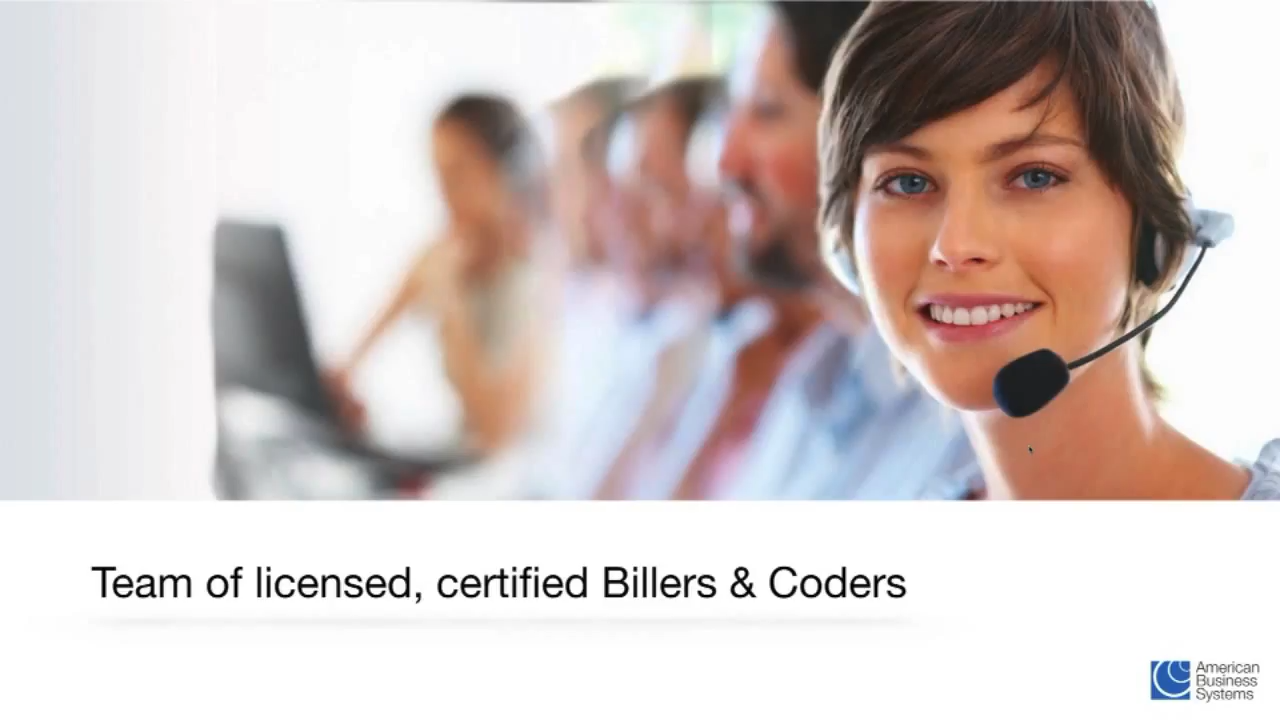 Team of licensed, certified Billers & Coders
American
Business
Systems